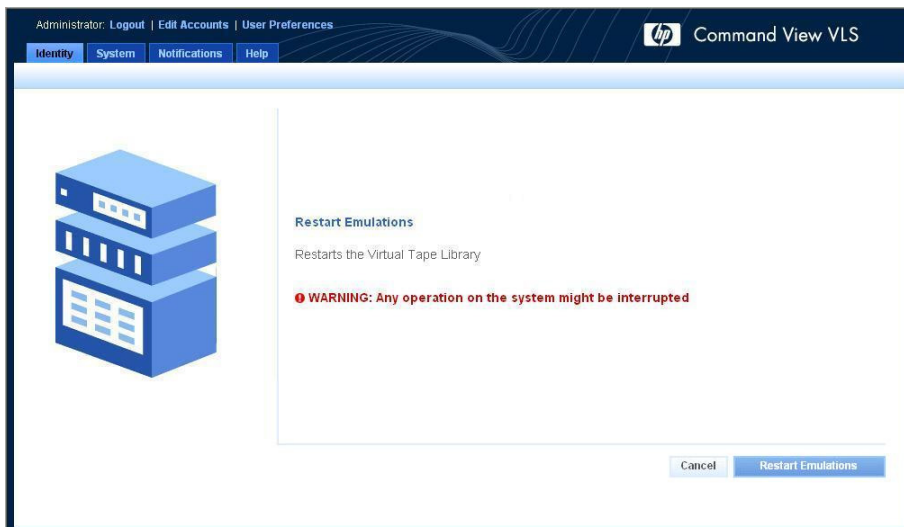 Administrator: Logout | Edit Accounts | User Preferences
hp Command View VLS
Identity System Notifications Help
Restart Emulations
Restarts the Virtual Tape Library
WARNING: Any operation on the system might be interrupted
Cancel Restart Emulations